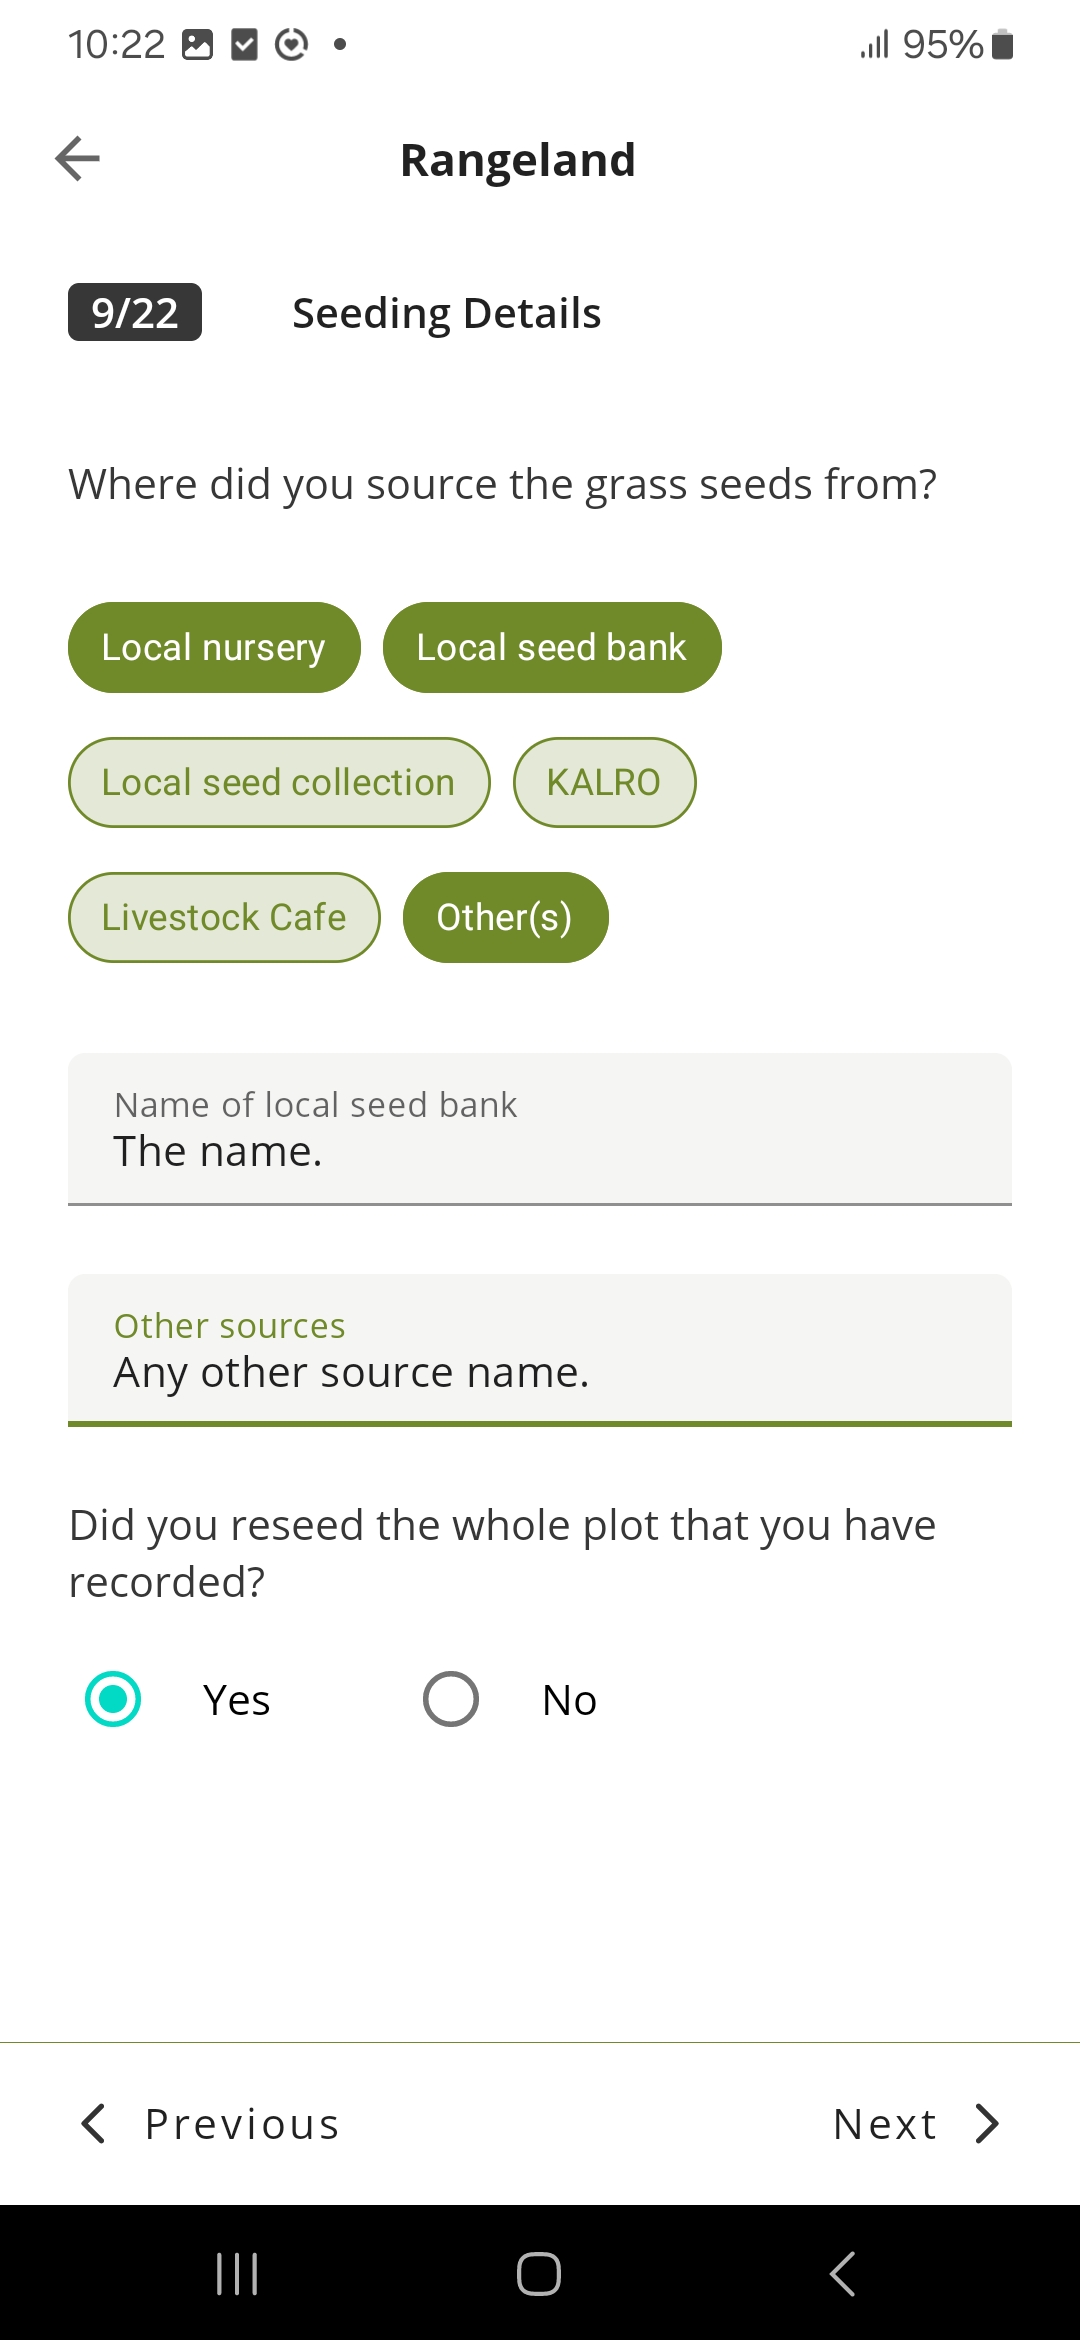 10:22 95%
Rangeland
9/22 Seeding Details
Where did you source the grass seeds from?
Local nursery Local seed bank
Local seed collection KALRO
Livestock Cafe Other(s)
Name of local seed bank
The name.
Other sources
Any other source name.
Did you reseed the whole plot that you have
recorded?
Yes No
Previous Next